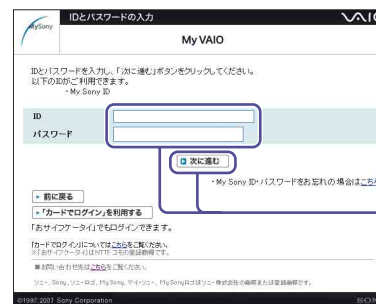 IDとパスワードの入力
VAIO
MySony
My VAIO
IDとパスワードを入力し、「次に進む」ボタンをクリックしてください。
以下のIDがご利用できます。
・My Sony ID
ID
パスワード
次に進む
・My Sony ID・パスワードをお忘れの場合はこちら
前に戻る
「カードでログイン」を利用する
「おサイフケータイ」でもログインできます。
「カードでログイン」についてはこちらをご覧ください。
※「おサイフケータイ」はNTTドコモの登録商標です。
■お問い合わせ先はこちらをご覧ください。
ソニー、Sony、ソニーロゴ、My Sony、マイ・ソニー、My Sonyロゴはソニー株式会社の商標または登録商標です。
©1997,2007 Sony Corporation
SON